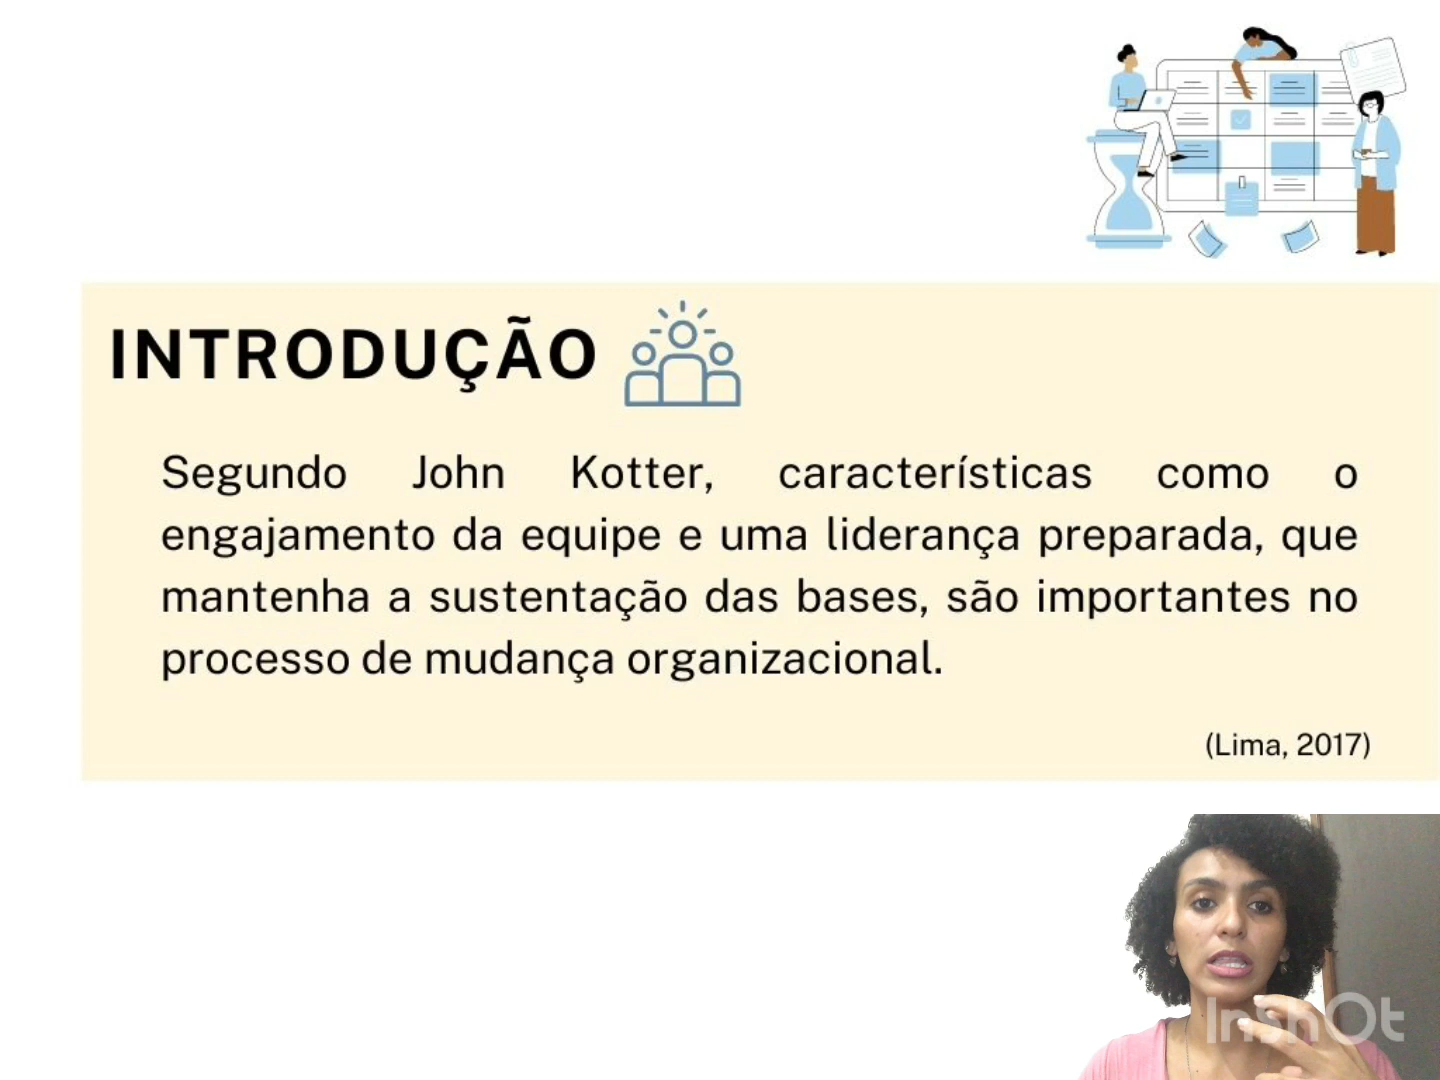 INTRODUÇÃO
Segundo John Kotter, características como o
engajamento da equipe e uma liderança preparada, que
mantenha a sustentação das bases, são importantes no
processo de mudança organizacional.
(Lima, 2017)
InShOt